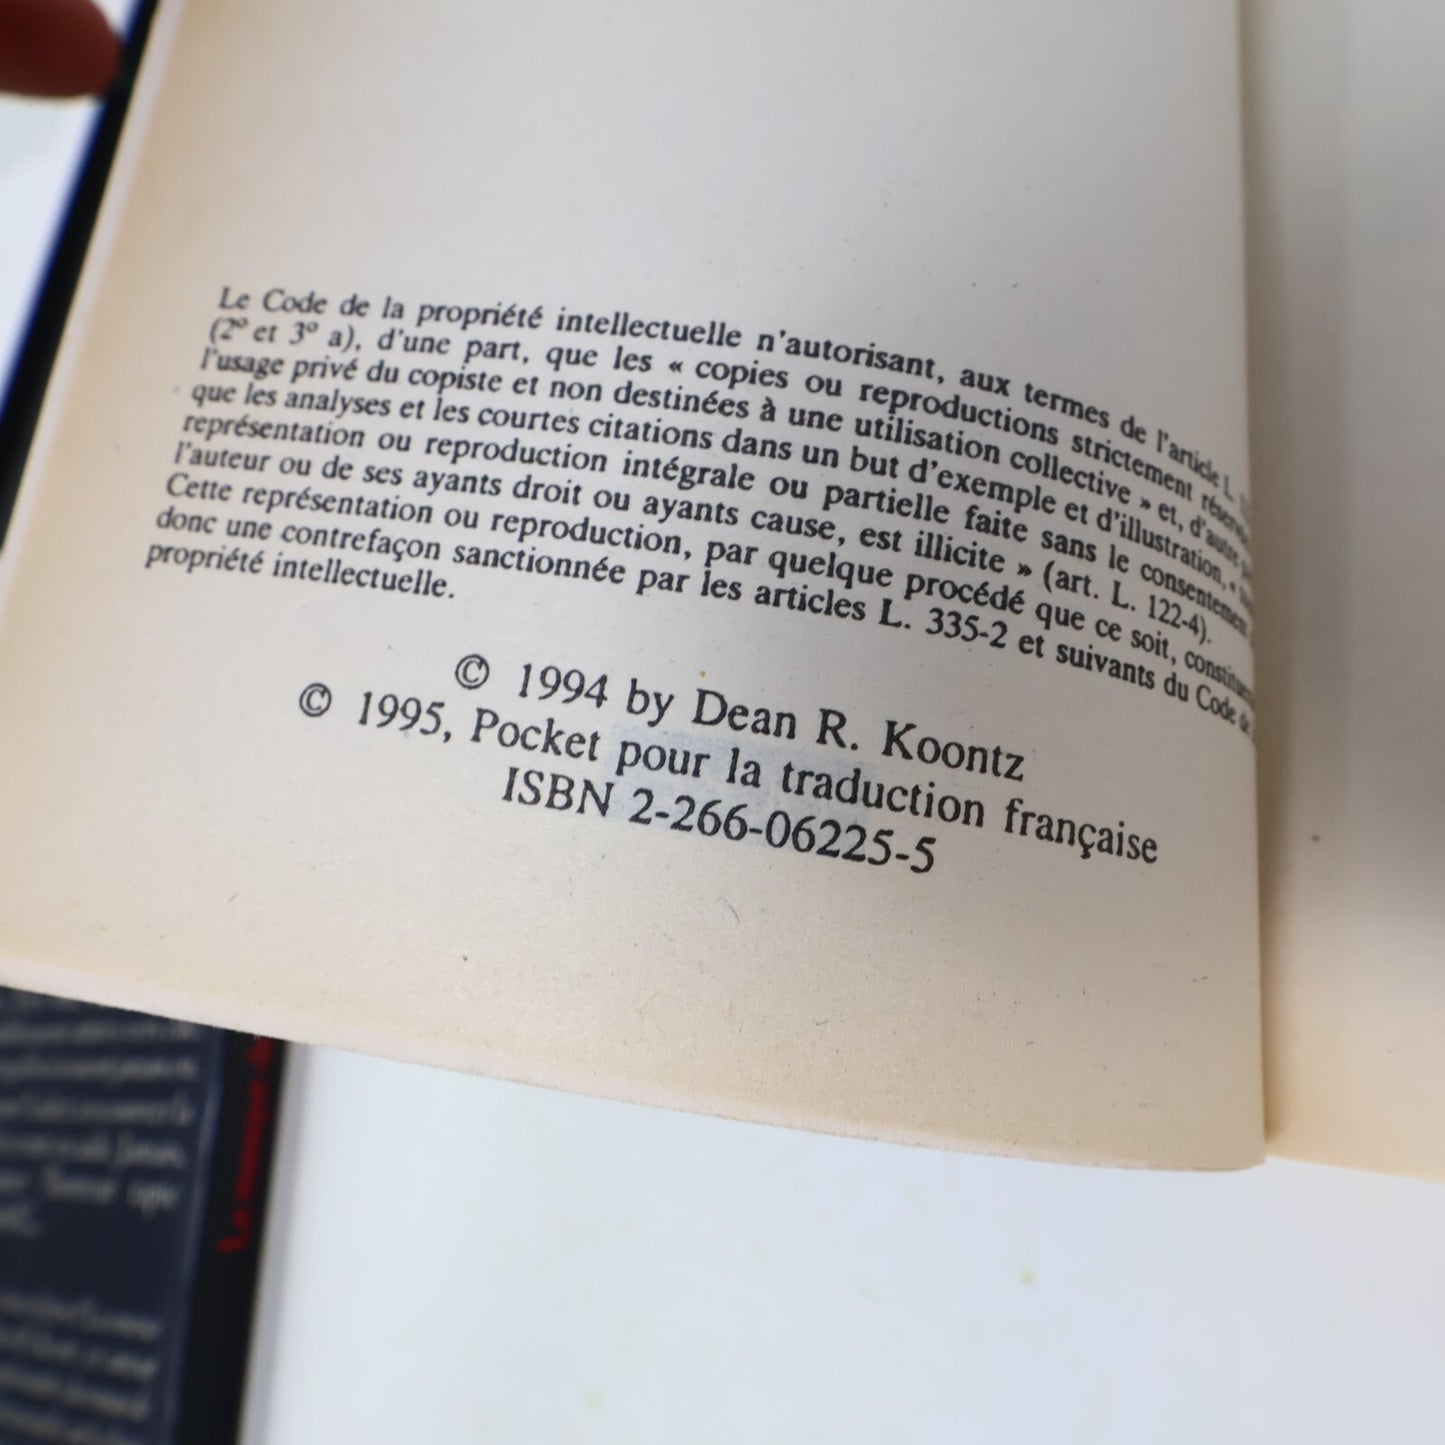 Le Code de la propriété intellectuelle n'autorisant, aux termes de l'article L.
(2º et 3º a), d'une part, que les « copies ou reproductions strictement
l'usage privé du copiste et non destinées à une utilisation collective » et, d'autre
que les analyses et les courtes citations dans un but d'exemple et d'illustration, «
représentation ou reproduction intégrale ou partielle faite sans le consentement
l'auteur ou de ses ayants droit ou ayants cause, est illicite » (art. L. 122-4).
Cette représentation ou reproduction, par quelque procédé que ce soit,
donc une contrefaçon sanctionnée par les articles L. 335-2 et suivants du Code de
propriété intellectuelle.
© 1994 by Dean R. Koontz
© 1995, Pocket pour la traduction française
ISBN 2-266-06225-5